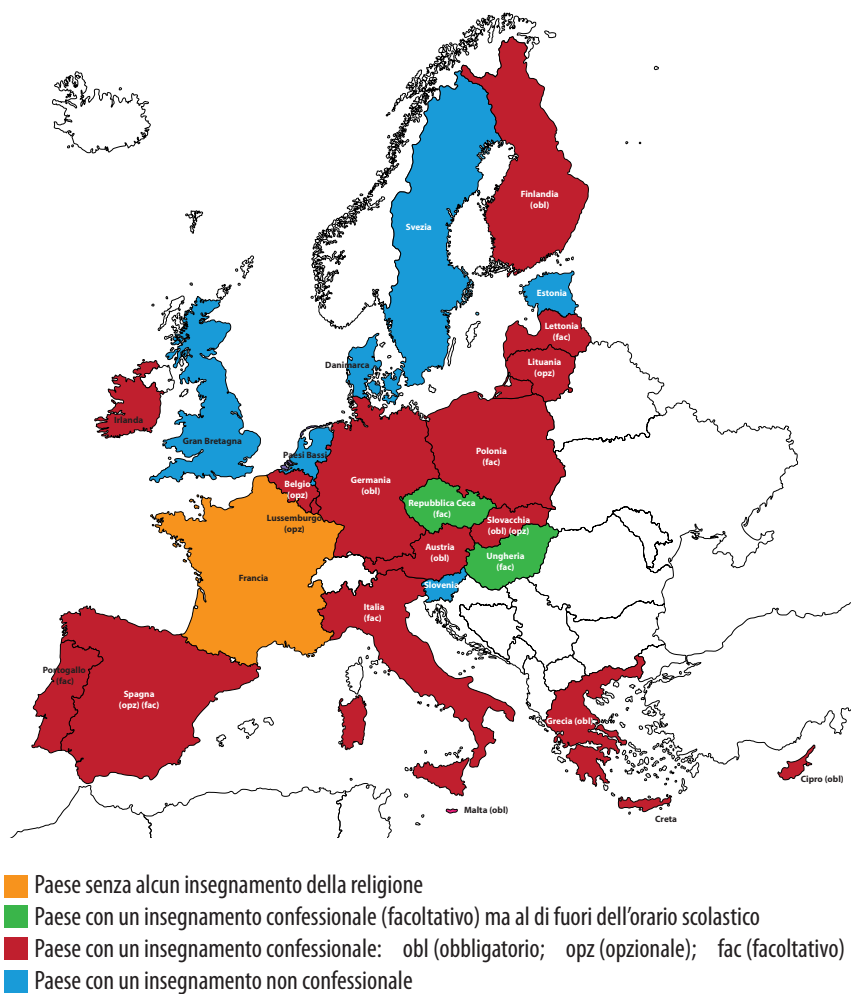 Finlandia
(obl)
Svezia
Estonia
Lettonia
(fac)
Lituania
(opz)
Danimarca
Irlanda
Gran Bretagna
Paesi Bassi
Polonia
(fac)
Germania
(obl)
Belgio
(opz)
Repubblica Ceca
(fac)
Lussemburgo
(opz)
Slovacchia
(obl) (opz)
Austria
(obl)
Ungheria
(fac)
Francia
Slovenia
Italia
(fac)
Portogallo
(fac)
Spagna
(opz) (fac)
Grecia (obl)
Cipro (obl)
Malta (obl)
Creta
Paese senza alcun insegnamento della religione
Paese con un insegnamento confessionale (facoltativo) ma al di fuori dell'orario scolastico
Paese con un insegnamento confessionale: obl (obbligatorio; opz (opzionale); fac (facoltativo)
Paese con un insegnamento non confessionale